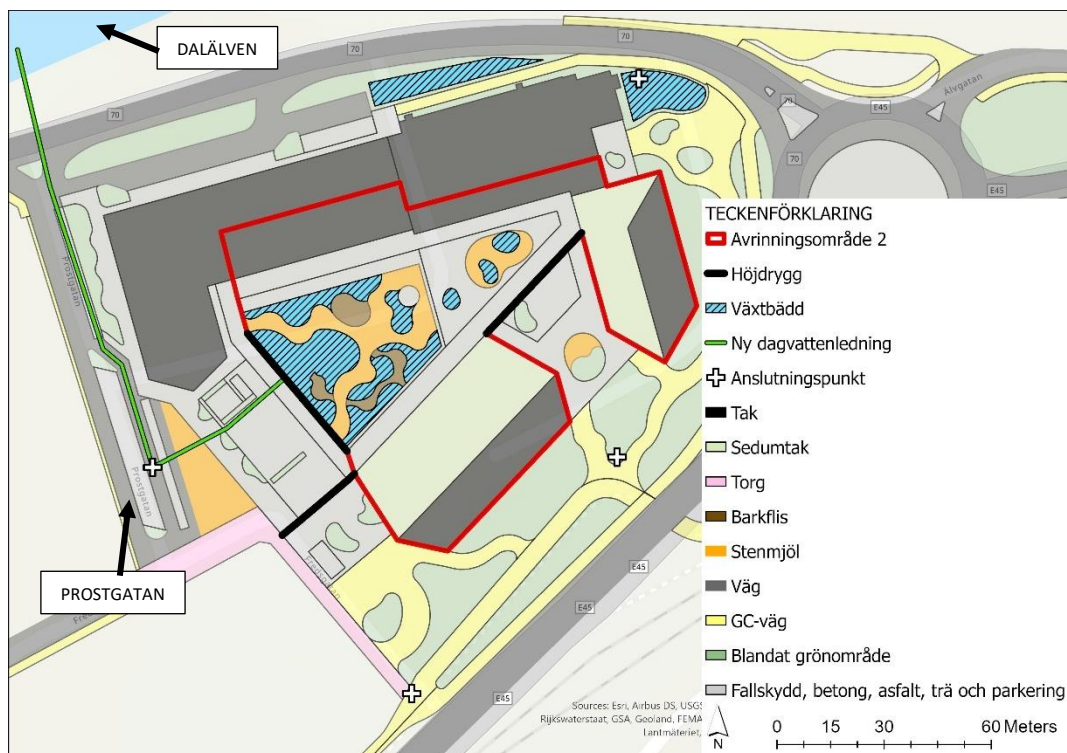 DALÄLVEN
70
70
70
70
70
E45
E45
Älvgatan
Prostgatan
Prostgatan
PROSTGATAN
E45
E45
E45
TECKENFÖRKLARING
Avrinningsområde 2
Höjdrygg
Växtbädd
Ny dagvattenledning
Anslutningspunkt
Tak
Sedumtak
Torg
Barkflis
Stenmjöl
Väg
GC-väg
Blandat grönområde
Fallskydd, betong, asfalt, trä och parkering
N
0 15 30 60 Meters
Sources: Esri, Airbus DS, USGS
Rijkswaterstaat, GSA, Geoland, FEMA
Lantmäteriet,